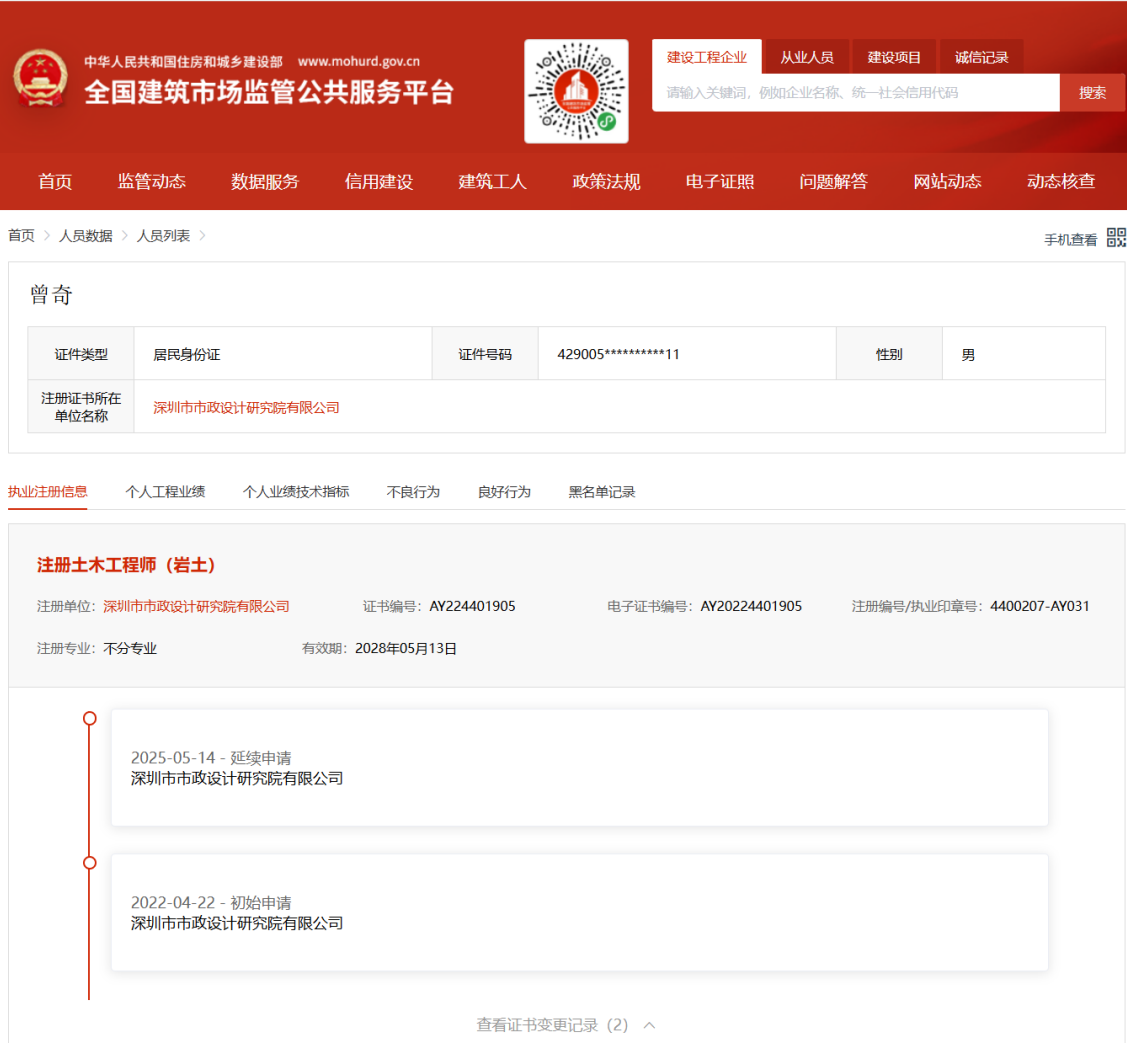 中华人民共和国住房和城乡建设部 www.mohurd.gov.cn
全国建筑市场监管公共服务平台
建设工程企业 从业人员 建设项目 诚信记录
请输入关键词，例如企业名称、统一社会信用代码 搜索
首页 监管动态 数据服务 信用建设 建筑工人 政策法规 电子证照 问题解答 网站动态 动态核查
首页 > 人员数据 > 人员列表 >
手机查看
曾奇
证件类型 居民身份证 证件号码 429005**********11 性别 男
注册证书所在
单位名称
深圳市市政设计研究院有限公司
执业注册信息 个人工程业绩 个人业绩技术指标 不良行为 良好行为 黑名单记录
注册土木工程师（岩土）
注册单位：深圳市市政设计研究院有限公司 证书编号：AY224401905 电子证书编号：AY20224401905 注册编号/执业印章号：4400207-AY031
注册专业：不分专业 有效期：2028年05月13日
2025-05-14 - 延续申请
深圳市市政设计研究院有限公司
2022-04-22 - 初始申请
深圳市市政设计研究院有限公司
查看证书变更记录（2）